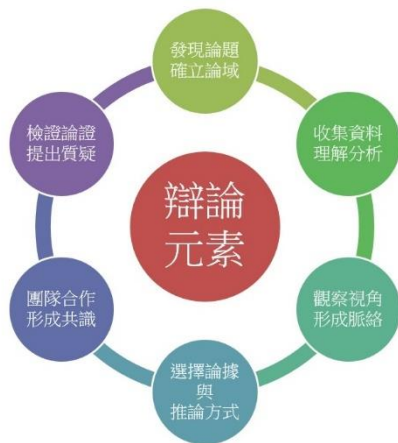 發現論題
確立論域
收集資料
理解分析
觀察視角
形成脈絡
選擇論據
與
推論方式
團隊合作
形成共識
檢證論證
提出質疑
辯論
元素